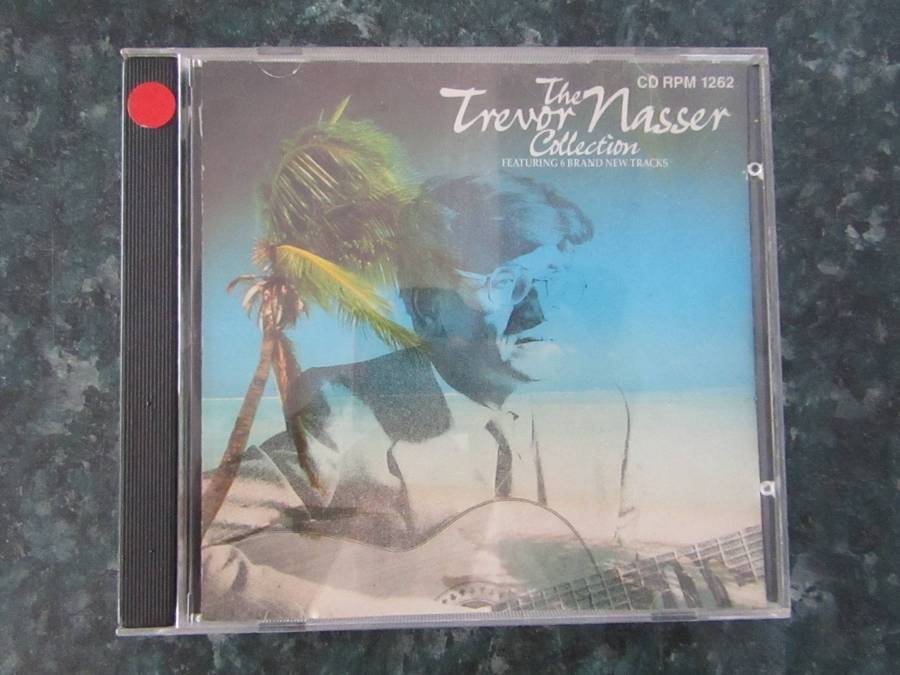 CD RPM 1262
The
Trevor Nasser
Collection
FEATURING 6 BRAND NEW TRACKS